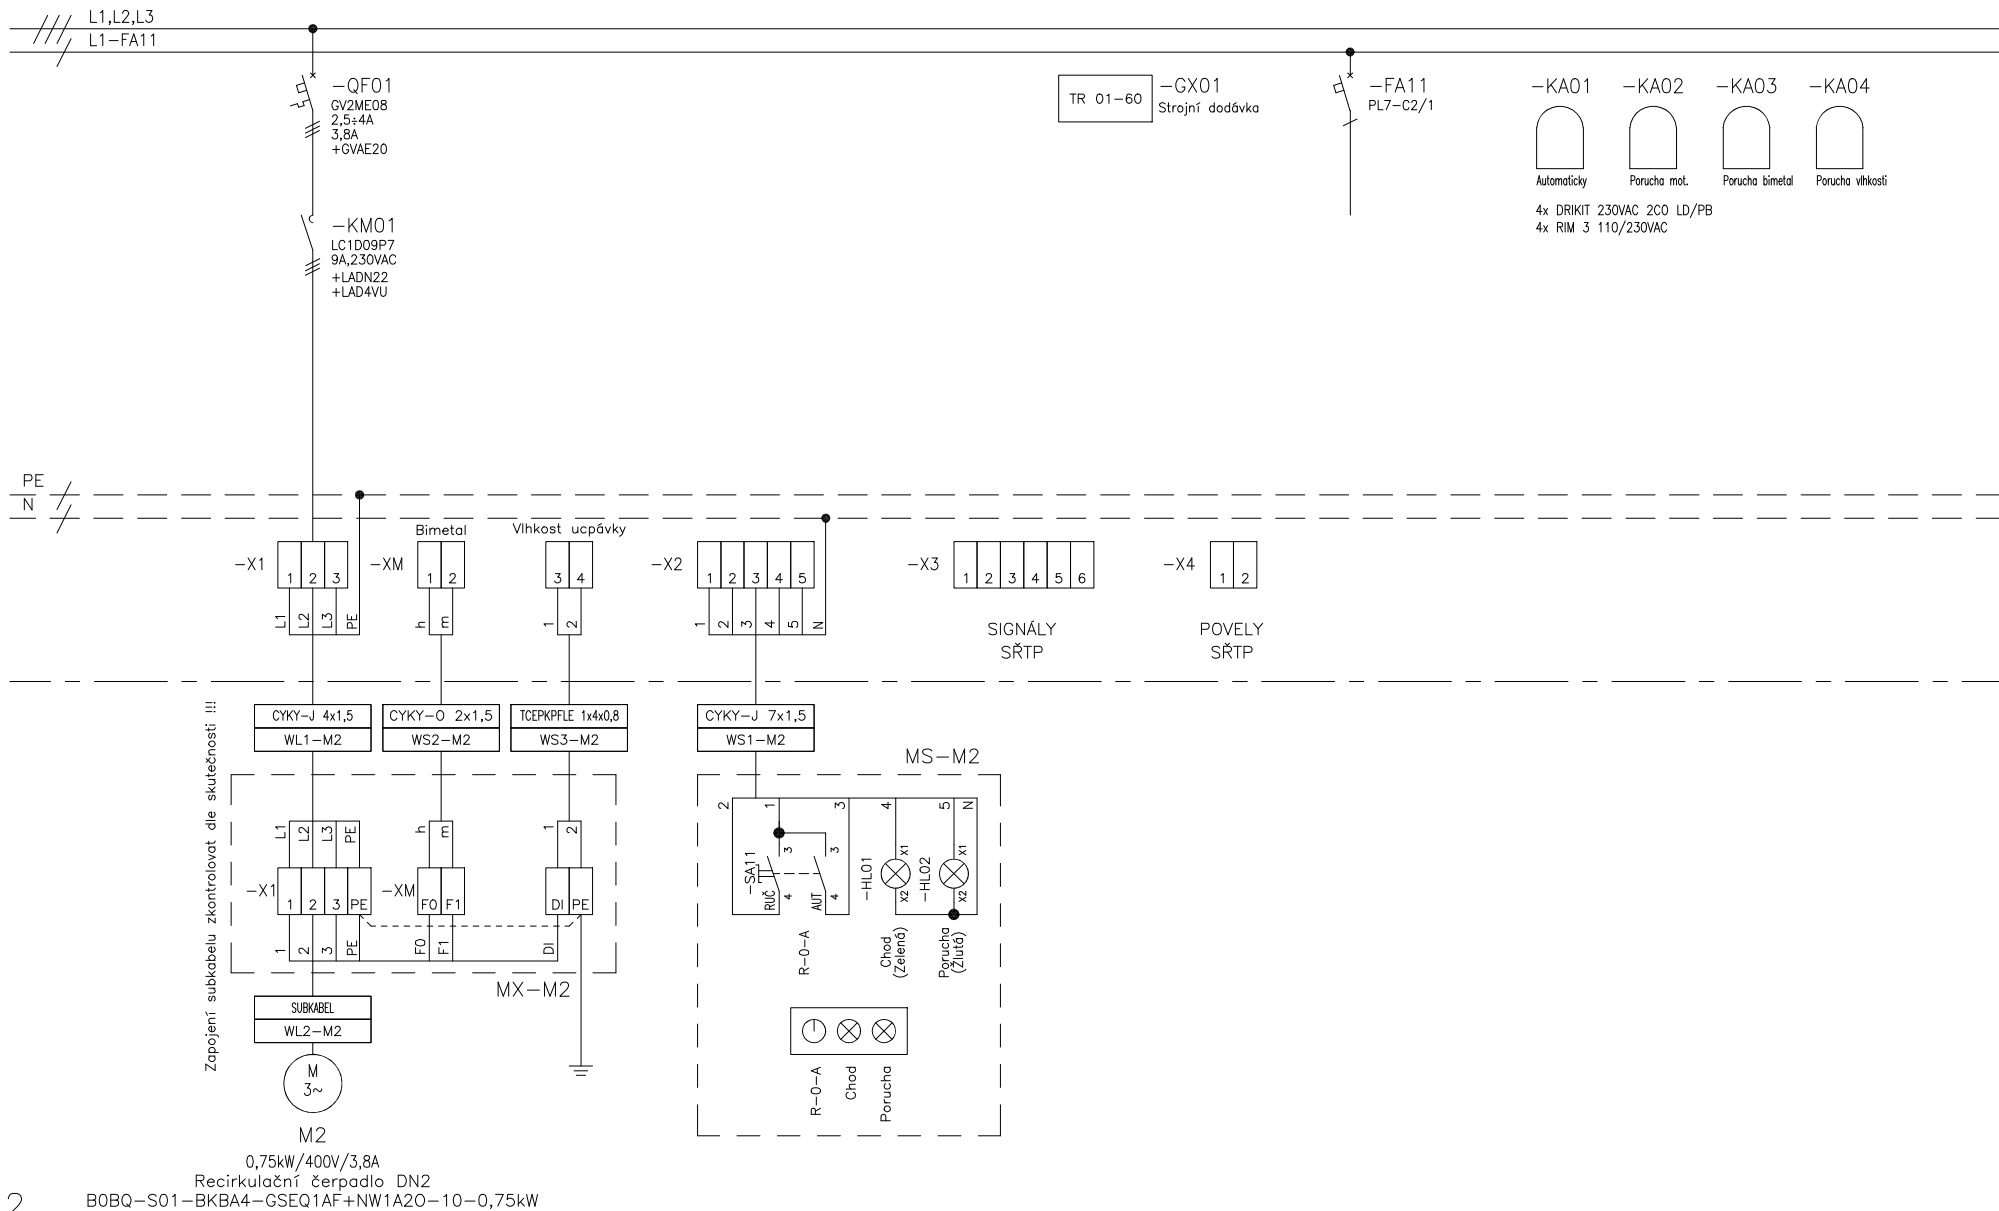 L1,L2,L3
L1-FA11
-QF01
GV2ME08
2,5÷4A
3,8A
+GVAE20
TR 01-60
-GX01
Strojní dodávka
-FA11
PL7-C2/1
-KA01
-KA02
-KA03
-KA04
Automaticky
Porucha mot.
Porucha bimetal
Porucha vlhkosti
4x DRIKIT 230VAC 2CO LD/PB
4x RIM 3 110/230VAC
-KM01
LC1D09P7
9A,230VAC
+LADN22
+LAD4VU
PE
N
Bimetal
Vlhkost ucpávky
-X1
1 2 3
-XM
1 2
3 4
-X2
1 2 3 4 5
-X3
1 2 3 4 5 6
-X4
1 2
L1 L2 L3 PE
h m
1 2
1 2 3 4 5 N
SIGNÁLY
SŘTP
POVELY
SŘTP
Zapojení subkabelu zkontrolovat dle skutečnosti !!!
CYKY-J 4x1,5
WL1-M2
CYKY-O 2x1,5
WS2-M2
TCEPKPFLE 1x4x0,8
WS3-M2
CYKY-J 7x1,5
WS1-M2
MS-M2
L1 L2 L3 PE
h m
1 2
-X1
1 2 3 PE
-XM
F0 F1
DI PE
1 2 3 PE
F0 F1
DI
MX-M2
2 1 3 4 5 N
-SA11
3
4
RUČ
3
4
AUT
-HL01
X1
X2
-HL02
X1
X2
R-0-A
Chod
(Zelená)
Porucha
(Žlutá)
SUBKABEL
WL2-M2
M
3~
R-0-A
Chod
Porucha
M2
0,75kW/400V/3,8A
Recirkulační čerpadlo DN2
B0BQ-S01-BKBA4-GSEQ1AF+NW1A20-10-0,75kW
2